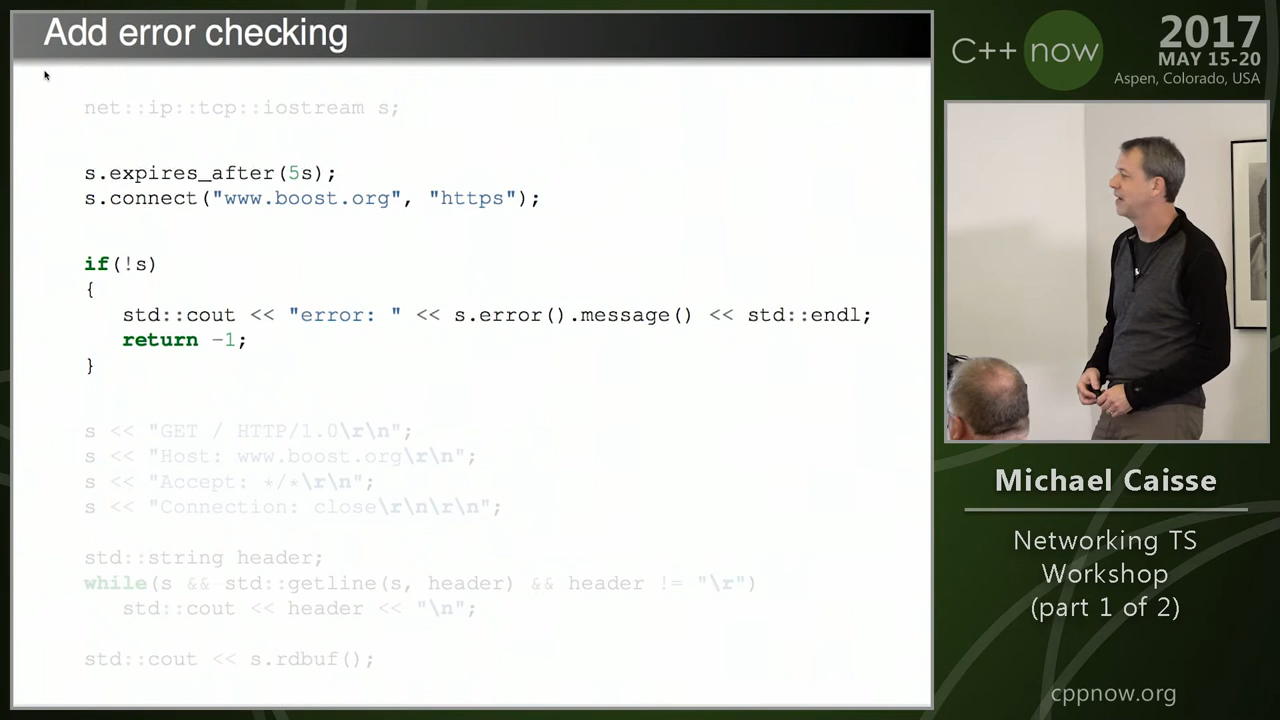 Add error checking
net::ip::tcp::iostream s;
s.expires_after(5s);
s.connect("www.boost.org", "https");
if(!s)
{
std::cout << "error: " << s.error().message() << std::endl;
return -1;
}
s << "GET / HTTP/1.0\r\n";
s << "Host: www.boost.org\r\n";
s << "Accept: */*\r\n";
s << "Connection: close\r\n\r\n";
std::string header;
while(s && std::getline(s, header) && header != "\r")
std::cout << header << "\n";
std::cout << s.rdbuf();
C++ now
2017
MAY 15-20
Aspen, Colorado, USA
Michael Caisse
Networking TS
Workshop
(part 1 of 2)
cppnow.org